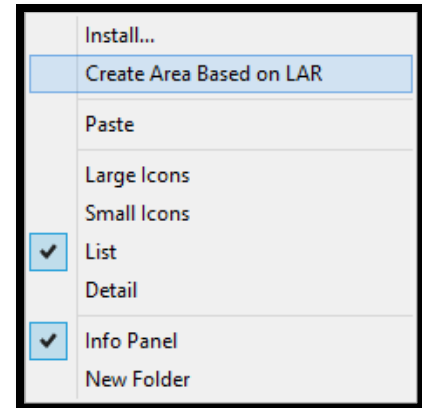 Install...
Create Area Based on LAR
Paste
Large Icons
Small Icons
List
Detail
Info Panel
New Folder